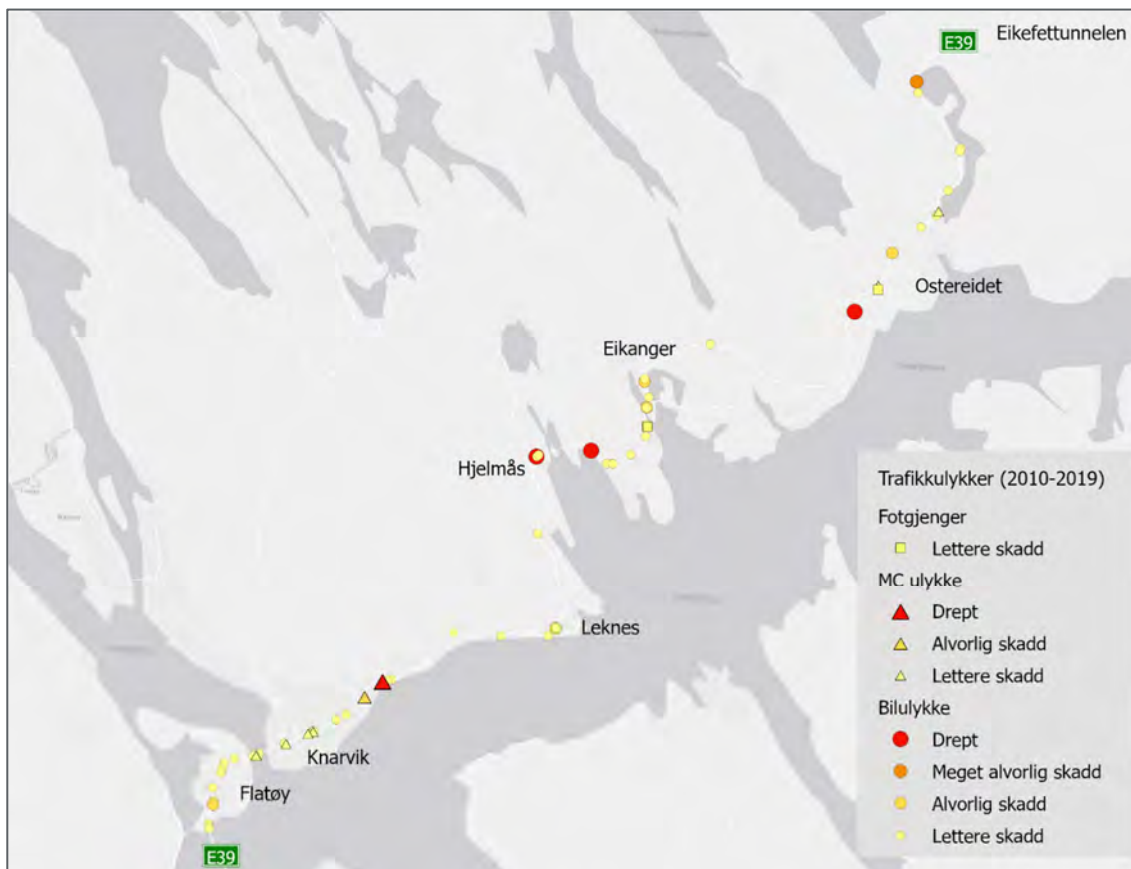 E39
Eikefettunnelen
Ostereidet
Eikanger
Hjelmås
Leknes
Knarvik
Flatøy
E39
Trafikkulykker (2010-2019)
Fotgjenger
Lettere skadd
MC ulykke
Drept
Alvorlig skadd
Lettere skadd
Bilulykke
Drept
Meget alvorlig skadd
Alvorlig skadd
Lettere skadd